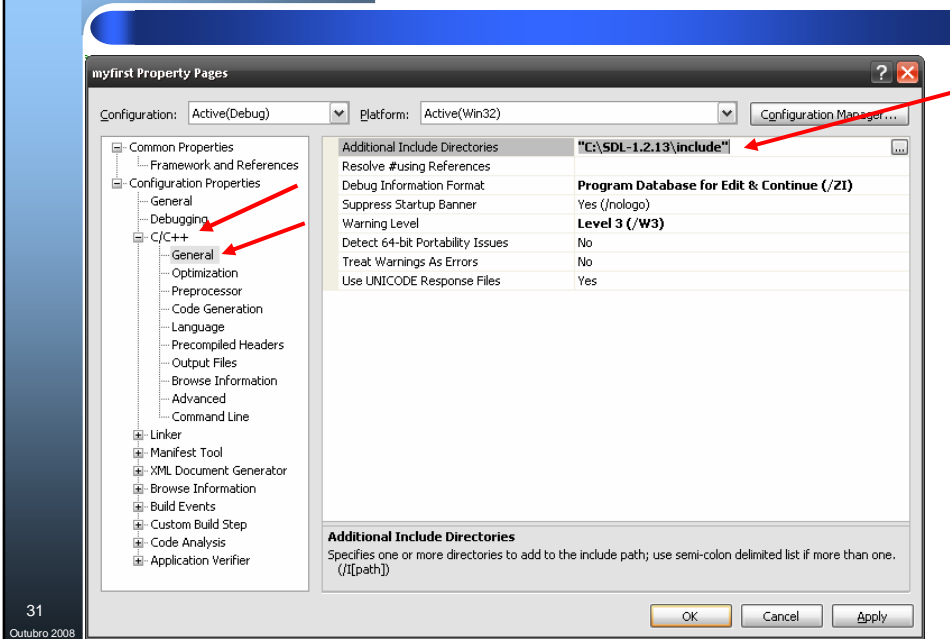 myfirst Property Pages
Configuration: Active(Debug) Platform: Active(Win32) Configuration Manager...
Common Properties
Framework and References
Configuration Properties
General
Debugging
C/C++
General
Optimization
Preprocessor
Code Generation
Language
Precompiled Headers
Output Files
Browse Information
Advanced
Command Line
Linker
Manifest Tool
XML Document Generator
Browse Information
Build Events
Custom Build Step
Code Analysis
Application Verifier
Additional Include Directories "C:\SDL-1.2.13\include" ...
Resolve #using References
Debug Information Format Program Database for Edit & Continue (/ZI)
Suppress Startup Banner Yes (/nologo)
Warning Level Level 3 (/W3)
Detect 64-bit Portability Issues No
Treat Warnings As Errors No
Use UNICODE Response Files Yes
Additional Include Directories
Specifies one or more directories to add to the include path; use semi-colon delimited list if more than one.
(/I[path])
OK Cancel Apply
31
Outubro 2008